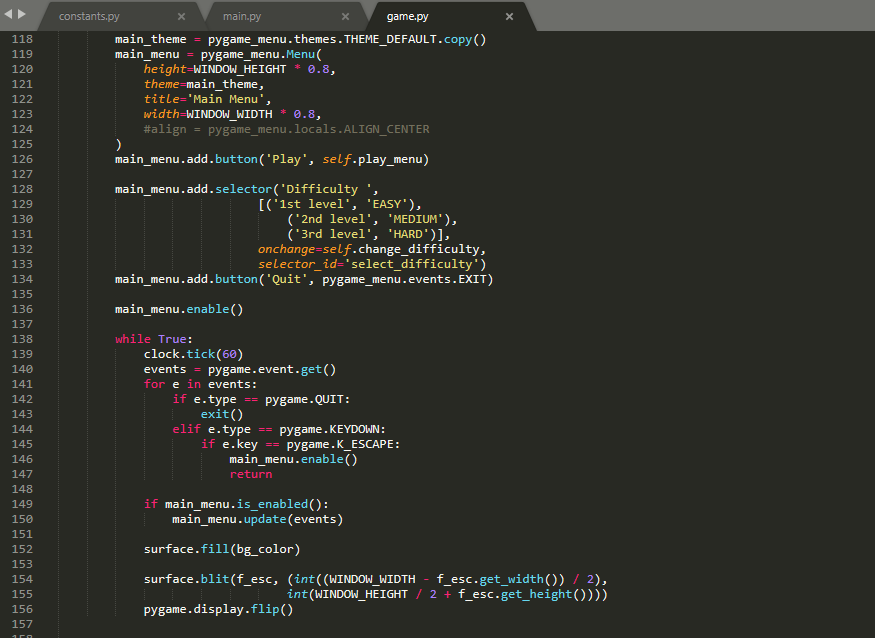 constants.py × main.py × game.py ×
118 main_theme = pygame_menu.themes.THEME_DEFAULT.copy()
119 main_menu = pygame_menu.Menu(
120 height=WINDOW_HEIGHT * 0.8,
121 theme=main_theme,
122 title='Main Menu',
123 width=WINDOW_WIDTH * 0.8,
124 #align = pygame_menu.locals.ALIGN_CENTER
125 )
126 main_menu.add.button('Play', self.play_menu)
127
128 main_menu.add.selector('Difficulty ',
129 [('1st level', 'EASY'),
130 ('2nd level', 'MEDIUM'),
131 ('3rd level', 'HARD')],
132 onchange=self.change_difficulty,
133 selector_id='select_difficulty')
134 main_menu.add.button('Quit', pygame_menu.events.EXIT)
135
136 main_menu.enable()
137
138 while True:
139 clock.tick(60)
140 events = pygame.event.get()
141 for e in events:
142 if e.type == pygame.QUIT:
143 exit()
144 elif e.type == pygame.KEYDOWN:
145 if e.key == pygame.K_ESCAPE:
146 main_menu.enable()
147 return
148
149 if main_menu.is_enabled():
150 main_menu.update(events)
151
152 surface.fill(bg_color)
153
154 surface.blit(f_esc, (int((WINDOW_WIDTH - f_esc.get_width()) / 2),
155 int(WINDOW_HEIGHT / 2 + f_esc.get_height())))
156 pygame.display.flip()
157